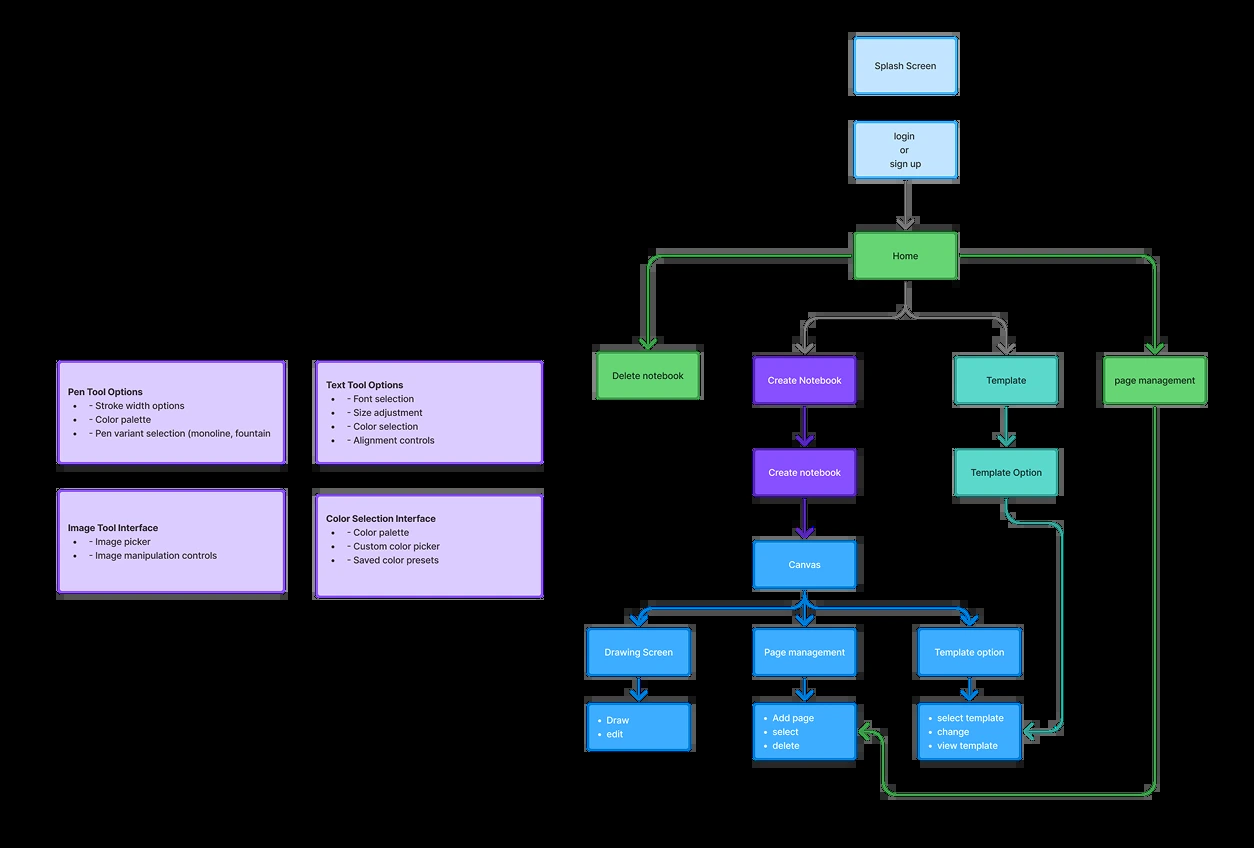 Splash Screen
login
or
sign up
Home
Delete notebook
Create Notebook
Template
page management
Create notebook
Template Option
Canvas
Drawing Screen
Page management
Template option
• Draw
• edit
• Add page
• select
• delete
• select template
• change
• view template
Pen Tool Options
• - Stroke width options
• - Color palette
• - Pen variant selection (monoline, fountain
Text Tool Options
• - Font selection
• - Size adjustment
• - Color selection
• - Alignment controls
Image Tool Interface
• - Image picker
• - Image manipulation controls
Color Selection Interface
• - Color palette
• - Custom color picker
• - Saved color presets